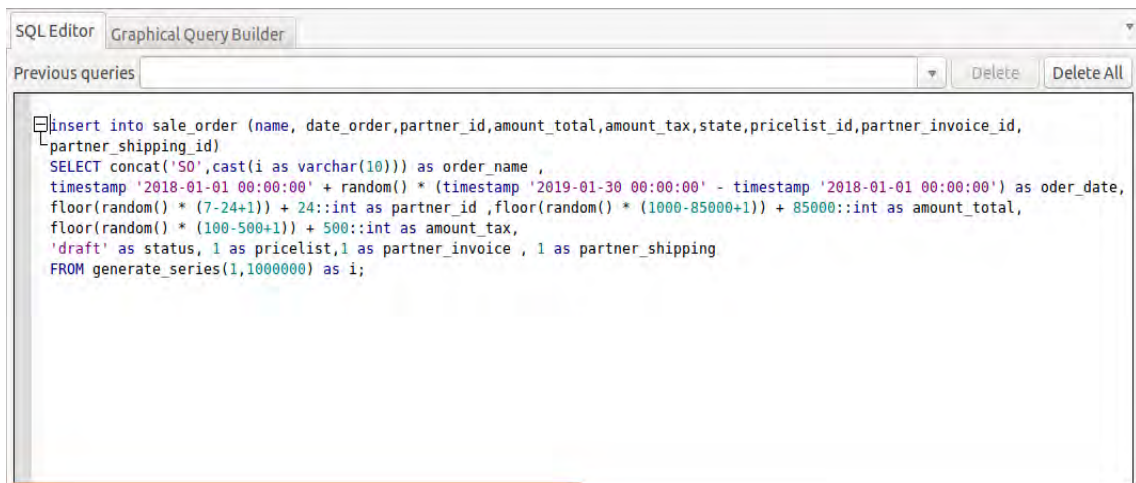 SQL Editor Graphical Query Builder
Previous queries Delete Delete All
insert into sale_order (name, date_order,partner_id,amount_total,amount_tax,state,pricelist_id,partner_invoice_id,
partner_shipping_id)
SELECT concat('SO',cast(i as varchar(10))) as order_name ,
timestamp '2018-01-01 00:00:00' + random() * (timestamp '2019-01-30 00:00:00' - timestamp '2018-01-01 00:00:00') as oder_date,
floor(random() * (7-24+1)) + 24::int as partner_id ,floor(random() * (1000-85000+1)) + 85000::int as amount_total,
floor(random() * (100-500+1)) + 500::int as amount_tax,
'draft' as status, 1 as pricelist,1 as partner_invoice , 1 as partner_shipping
FROM generate_series(1,1000000) as i;